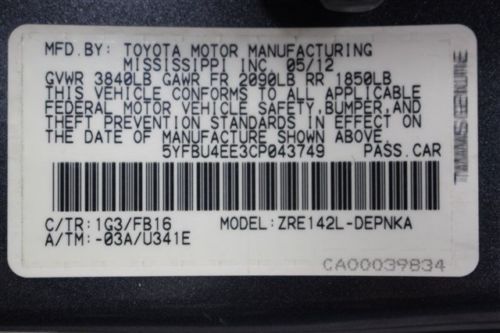 MFD.BY: TOYOTA MOTOR MANUFACTURING
MISSISSIPPI INC. 05/12
GVWR 3840LB GAWR FR 2090LB RR 1850LB
THIS VEHICLE CONFORMS TO ALL APPLICABLE
FEDERAL MOTOR VEHICLE SAFETY,BUMPER,AND
THEFT PREVENTION STANDARDS IN EFFECT ON
THE DATE OF MANUFACTURE SHOWN ABOVE.
5YFBU4EE3CP043749 PASS.CAR
C/TR:1G3/FB16 MODEL:ZRE142L-DEPNKA
A/TM:-03A/U341E
CA00039834